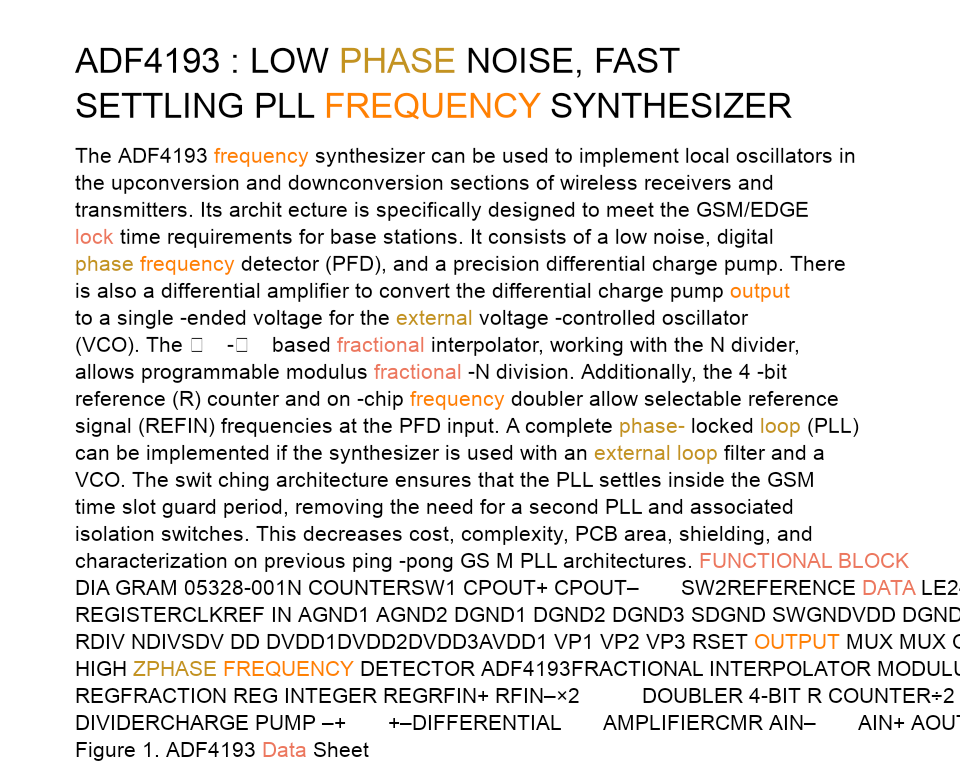 ADF4193 : LOW PHASE NOISE, FAST
SETTLING PLL FREQUENCY SYNTHESIZER
The ADF4193 frequency synthesizer can be used to implement local oscillators in
the upconversion and downconversion sections of wireless receivers and
transmitters. Its archit ecture is specifically designed to meet the GSM/EDGE
lock time requirements for base stations. It consists of a low noise, digital
phase frequency detector (PFD), and a precision differential charge pump. There
is also a differential amplifier to convert the differential charge pump output
to a single -ended voltage for the external voltage -controlled oscillator
(VCO). The □ -□ based fractional interpolator, working with the N divider,
allows programmable modulus fractional -N division. Additionally, the 4 -bit
reference (R) counter and on -chip frequency doubler allow selectable reference
signal (REFIN) frequencies at the PFD input. A complete phase- locked loop (PLL)
can be implemented if the synthesizer is used with an external loop filter and a
VCO. The swit ching architecture ensures that the PLL settles inside the GSM
time slot guard period, removing the need for a second PLL and associated
isolation switches. This decreases cost, complexity, PCB area, shielding, and
characterization on previous ping -pong GS M PLL architectures. FUNCTIONAL BLOCK
DIA GRAM 05328-001N COUNTERSW1 CPOUT+ CPOUT– SW2REFERENCE DATA
REGISTERCLKREF IN AGND1 AGND2 DGND1 DGND2 DGND3 SDGND SWGNDVDD DGND
RDIV NDIVSDV DD DVDD1DVDD2DVDD3AVDD1 VP1 VP2 VP3 RSET OUTPUT MUX MUX
HIGH ZPHASE FREQUENCY DETECTOR ADF4193FRACTIONAL INTERPOLATOR
REGFRACTION REG INTEGER REGRFIN+ RFIN–×2 DOUBLER 4-BIT R COUNTER÷2
DIVIDERCHARGE PUMP –+ +–DIFFERENTIAL AMPLIFIERCMR AIN– AIN+
Figure 1. ADF4193 Data Sheet